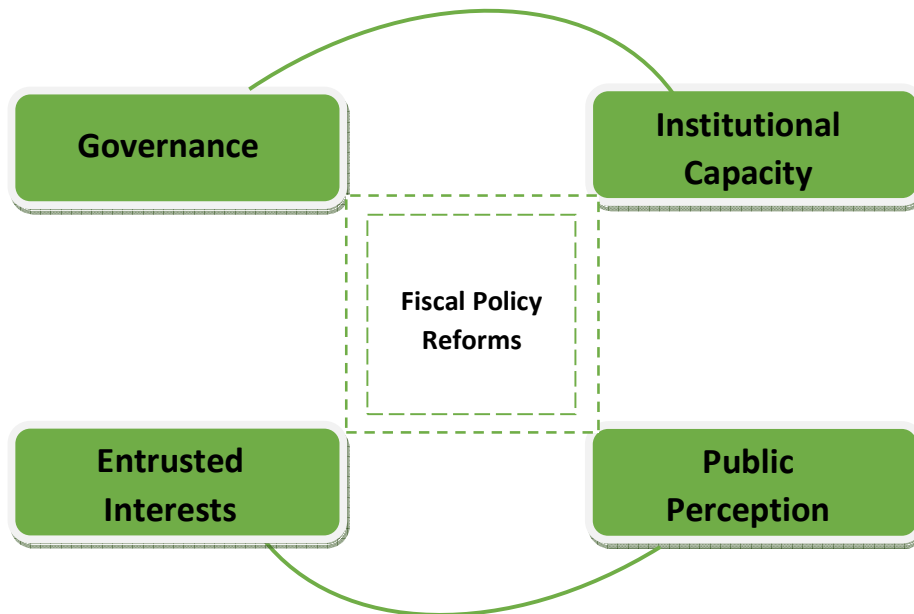 Governance
Institutional
Capacity
Fiscal Policy
Reforms
Entrusted
Interests
Public
Perception